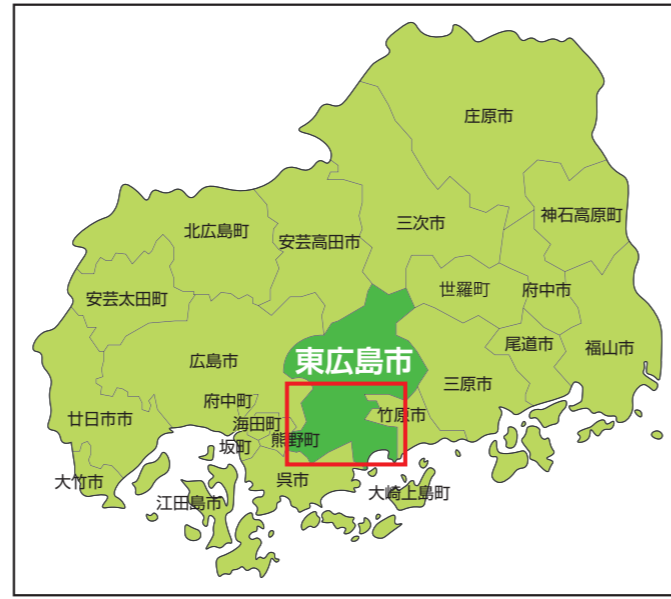 庄原市
神石高原町
三次市
北広島町
安芸高田市
世羅町
府中市
安芸太田町
尾道市
福山市
東広島市
広島市
三原市
府中町
竹原市
廿日市市
海田町
熊野町
坂町
呉市
大竹市
大崎上島町
江田島市